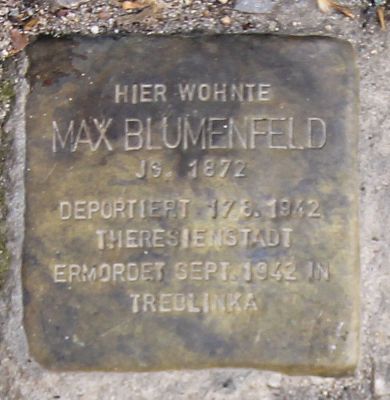 HIER WOHNTE
MAX BLUMENFELD
JG. 1872
DEPORTIERT 17.8.1942
THERESIENSTADT
ERMORDET SEPT. 1942 IN
TREBLINKA